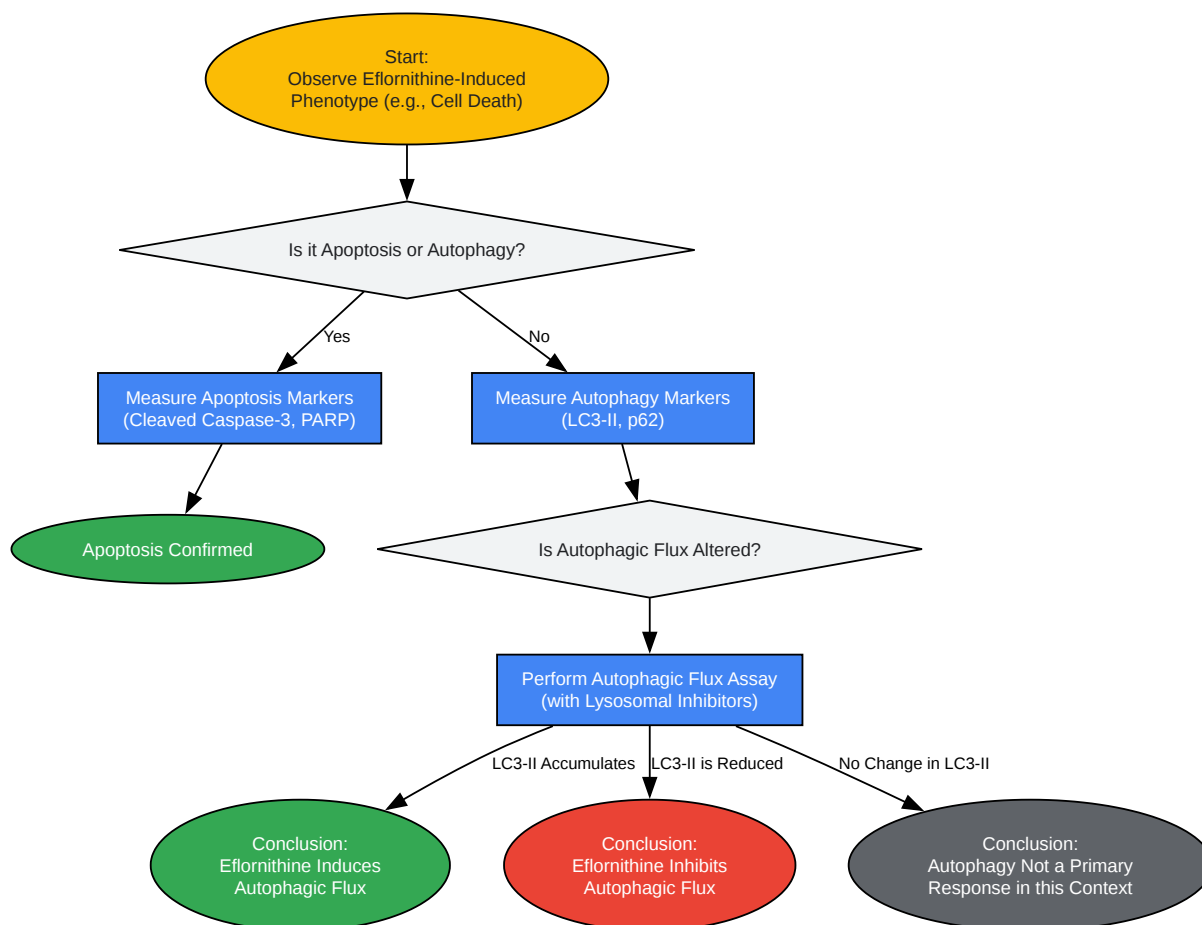 Start:
Observe Eflornithine-Induced
Phenotype (e.g., Cell Death)
Is it Apoptosis or Autophagy?
Yes
No
Measure Apoptosis Markers
(Cleaved Caspase-3, PARP)
Measure Autophagy Markers
(LC3-II, p62)
Apoptosis Confirmed
Is Autophagic Flux Altered?
Perform Autophagic Flux Assay
(with Lysosomal Inhibitors)
LC3-II Accumulates
LC3-II is Reduced
No Change in LC3-II
Conclusion:
Eflornithine Induces
Autophagic Flux
Conclusion:
Eflornithine Inhibits
Autophagic Flux
Conclusion:
Autophagy Not a Primary
Response in this Context